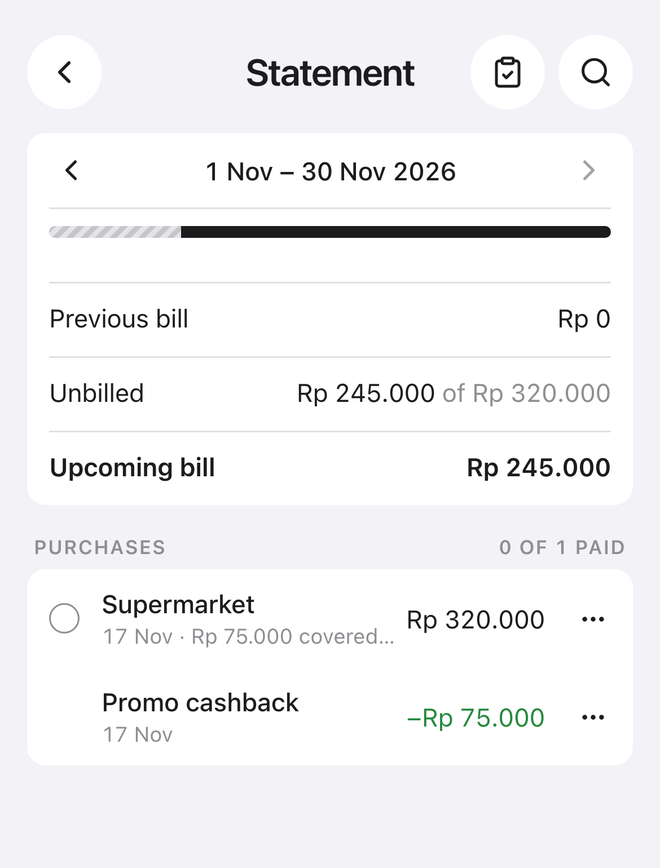 Statement
1 Nov – 30 Nov 2026
Previous bill Rp 0
Unbilled Rp 245.000 of Rp 320.000
Upcoming bill Rp 245.000
PURCHASES 0 OF 1 PAID
Supermarket Rp 320.000
17 Nov · Rp 75.000 covered...
Promo cashback –Rp 75.000
17 Nov